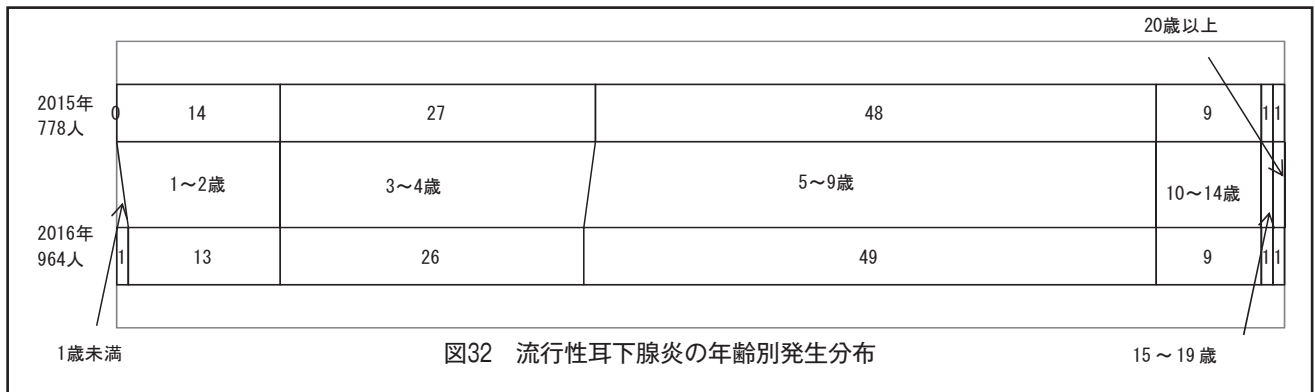 20歳以上
2015年
778人
0 14 27 48 9 1 1
1～2歳 3～4歳 5～9歳 10～14歳
2016年
964人
1 13 26 49 9 1 1
1歳未満
図32 流行性耳下腺炎の年齢別発生分布
15～19歳